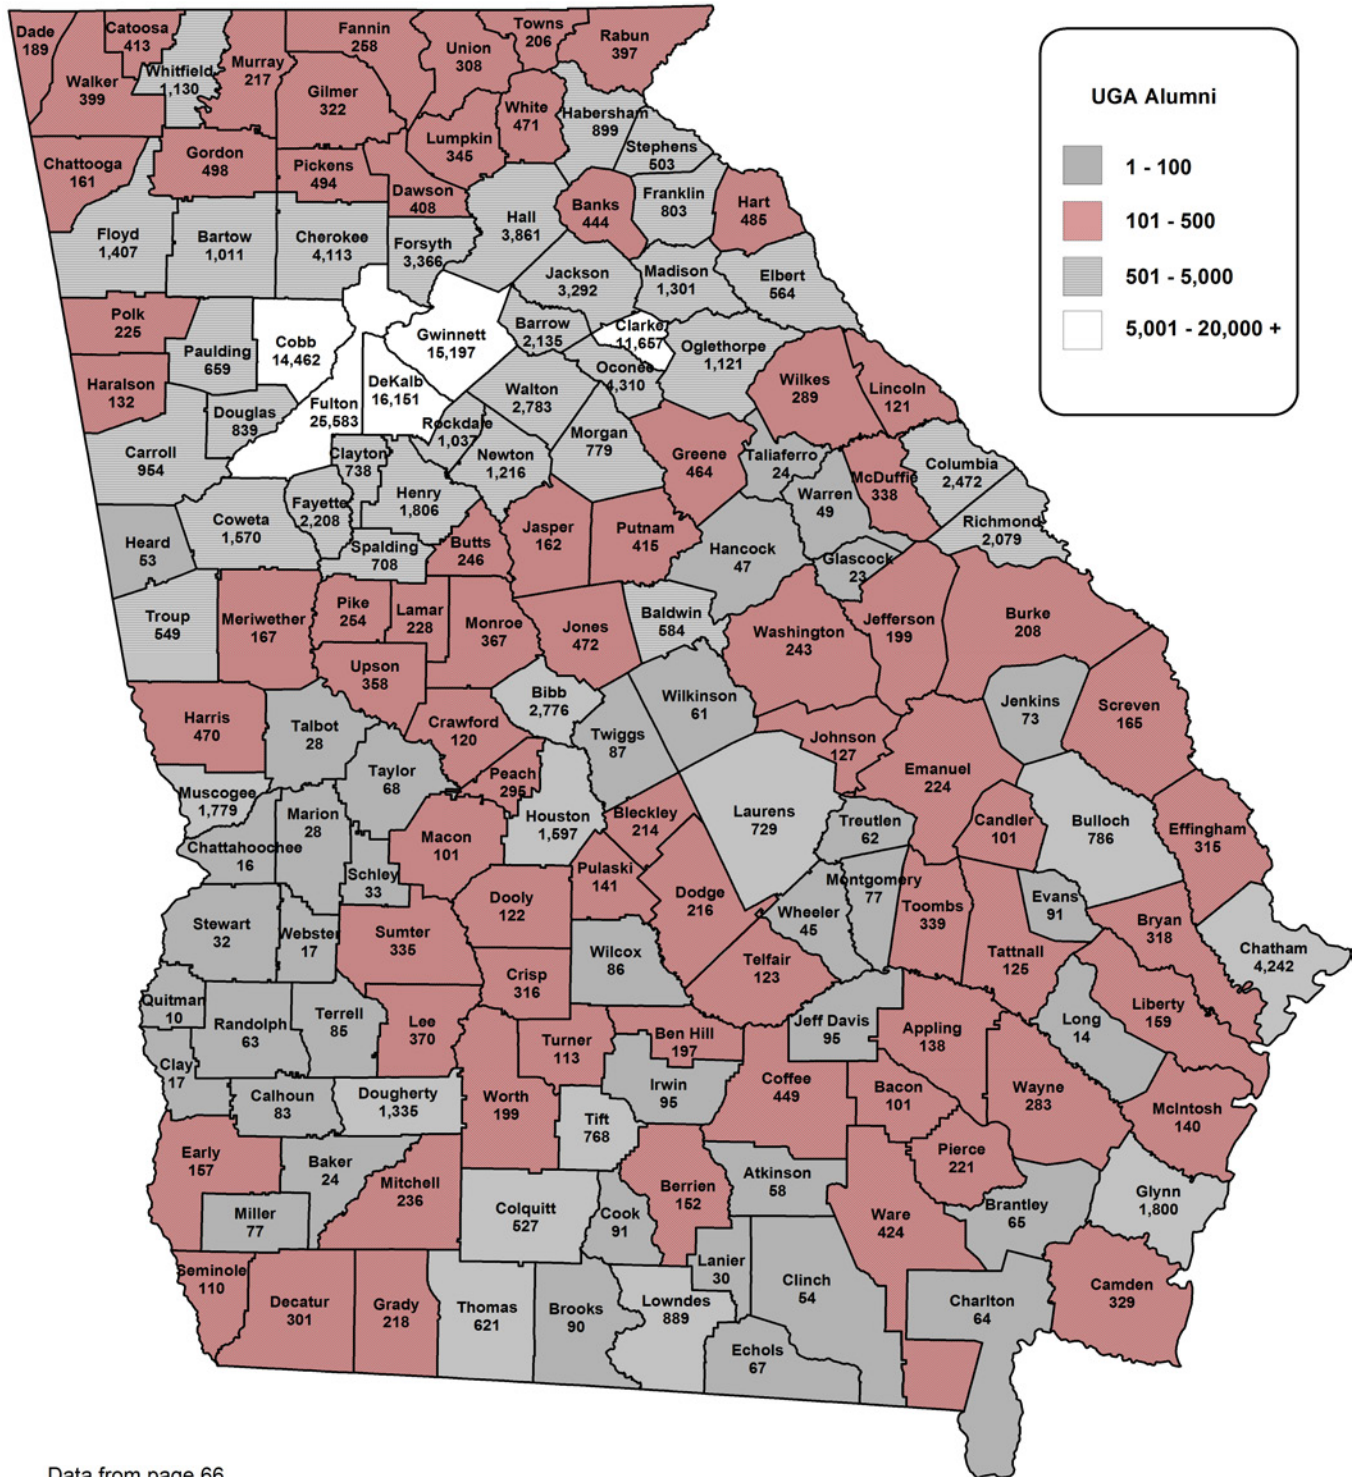 Dade
189
Catoosa
413
Whitfield
1,130
Walker
399
Murray
217
Fannin
258
Gilmer
322
Union
308
Towns
206
Rabun
397
White
471
Lumpkin
345
Habersham
899
Stephens
503
Chattooga
161
Gordon
498
Pickens
494
Dawson
408
Hall
3,861
Banks
444
Franklin
803
Hart
485
Floyd
1,407
Bartow
1,011
Cherokee
4,113
Forsyth
3,366
Jackson
3,292
Madison
1,301
Elbert
564
Polk
225
Paulding
659
Cobb
14,462
Gwinnett
15,197
Barrow
2,135
Clarke
11,657
Oglethorpe
1,121
Oconee
4,310
Haralson
132
Douglas
839
Fulton
25,583
DeKalb
16,151
Rockdale
1,037
Walton
2,783
Morgan
779
Wilkes
289
Lincoln
121
Carroll
954
Clayton
738
Newton
1,216
Greene
464
Taliaferro
24
McDuffie
338
Columbia
2,472
Coweta
1,570
Fayette
2,208
Henry
1,806
Warren
49
Richmond
2,079
Heard
53
Spalding
708
Butts
246
Jasper
162
Putnam
415
Hancock
47
Glascock
23
Troup
549
Meriwether
167
Pike
254
Lamar
228
Monroe
367
Jones
472
Baldwin
584
Washington
243
Jefferson
199
Burke
208
Upson
358
Harris
470
Talbot
28
Crawford
120
Bibb
2,776
Twiggs
87
Wilkinson
61
Johnson
127
Jenkins
73
Screven
165
Taylor
68
Peach
295
Emanuel
224
Muscogee
1,779
Marion
28
Houston
1,597
Bleckley
214
Laurens
729
Treutlen
62
Candler
101
Bulloch
786
Effingham
315
Chattahoochee
16
Schley
33
Macon
101
Pulaski
141
Dodge
216
Montgomery
77
Toombs
339
Evans
91
Stewart
32
Webster
17
Sumter
335
Dooly
122
Wheeler
45
Bryan
318
Chatham
4,242
Crisp
316
Wilcox
86
Telfair
123
Tattnall
125
Quitman
10
Randolph
63
Terrell
85
Lee
370
Turner
113
Ben Hill
197
Jeff Davis
95
Appling
138
Long
14
Liberty
159
Clay
17
Calhoun
83
Dougherty
1,335
Worth
199
Irwin
95
Coffee
449
Bacon
101
Wayne
283
McIntosh
140
Tift
768
Early
157
Baker
24
Mitchell
236
Berrien
152
Atkinson
58
Pierce
221
Miller
77
Colquitt
527
Cook
91
Ware
424
Brantley
65
Glynn
1,800
Seminole
110
Decatur
301
Grady
218
Thomas
621
Brooks
90
Lowndes
889
Lanier
30
Clinch
54
Charlton
64
Camden
329
Echols
67
UGA Alumni
1 - 100
101 - 500
501 - 5,000
5,001 - 20,000 +
Data from page 66